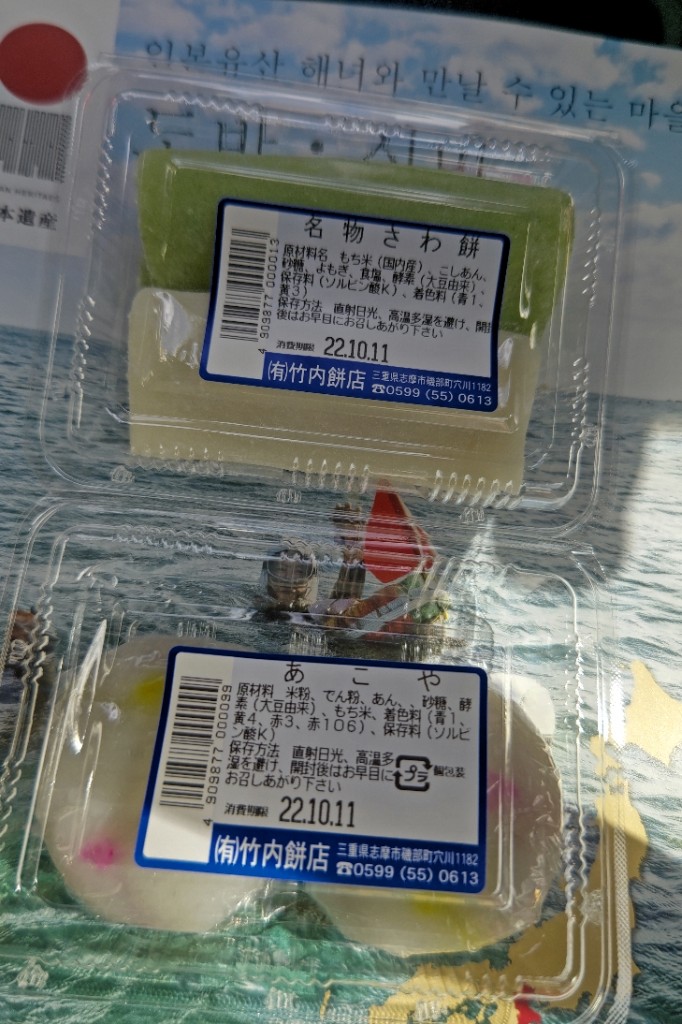 일본유산 해녀와 만날 수 있는 마을
本遺産
名物さわ餅
原材料名 もち米(国内産)、こしあん、
砂糖、よもぎ、食塩、酵素(大豆由来)、
保存料(ソルビン酸K)、着色料(青1、
黄3)
保存方法 直射日光、高温多湿を避け、開封
後はお早目にお召しあがり下さい
4 909877 000013
消費期限 22.10.11
(有)竹内餅店 三重県志摩市磯部町穴川1182
☎0599 (55) 0613
あこや
原材料 米粉、でん粉、あん、、砂糖、酵
素(大豆由来)、もち米、着色料(青1、
黄4、赤3、赤106)、保存料(ソルビ
ン酸K)
保存方法 直射日光、高温多
湿を避け、開封後はお早目に
お召しあがり下さい
プラ 個包装
4 909877 000099
消費期限 22.10.11
(有)竹内餅店 三重県志摩市磯部町穴川1182
☎0599 (55) 0613